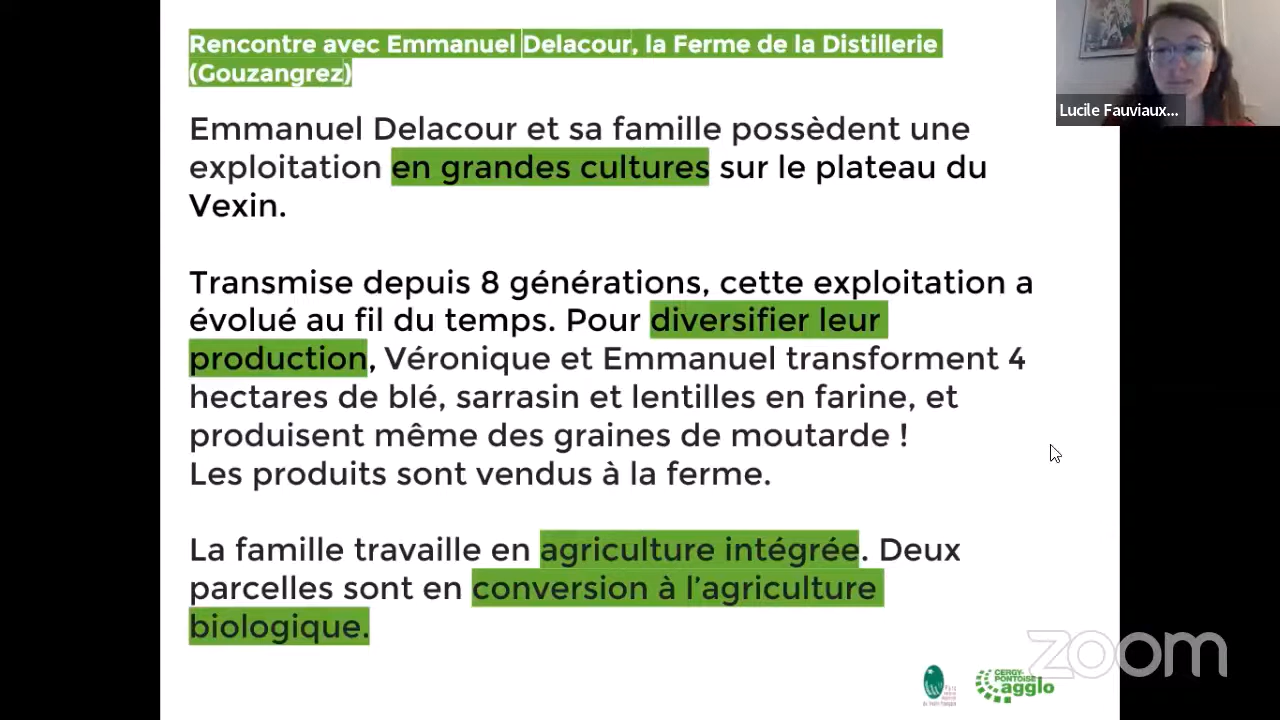 Rencontre avec Emmanuel Delacour, la Ferme de la Distillerie
(Gouzangrez)
Lucile Fauviaux...
Emmanuel Delacour et sa famille possèdent une
exploitation en grandes cultures sur le plateau du
Vexin.
Transmise depuis 8 générations, cette exploitation a
évolué au fil du temps. Pour diversifier leur
production, Véronique et Emmanuel transforment 4
hectares de blé, sarrasin et lentilles en farine, et
produisent même des graines de moutarde !
Les produits sont vendus à la ferme.
La famille travaille en agriculture intégrée. Deux
parcelles sont en conversion à l’agriculture
biologique.
zoom
CERGY-
PONTOISE
agglo